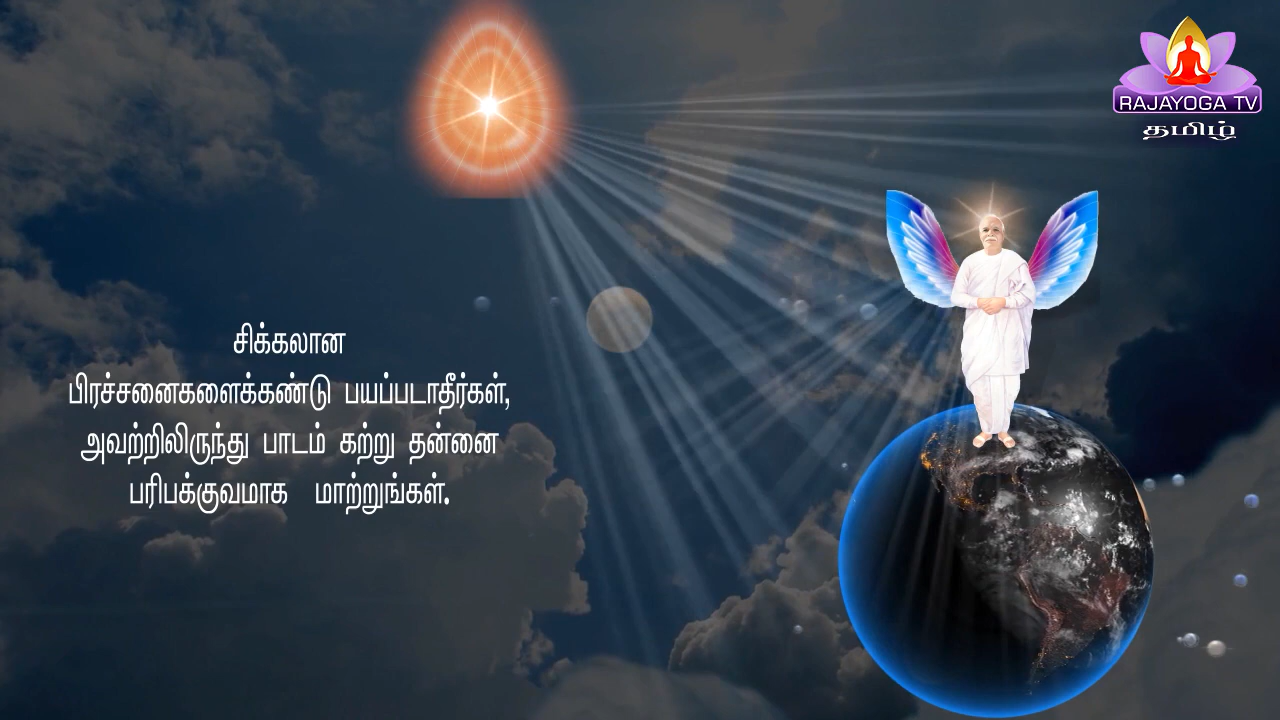 RAJAYOGA TV
தமிழ்
சிக்கலான
பிரச்சனைகளைக்கண்டு பயப்படாதீர்கள்,
அவற்றிலிருந்து பாடம் கற்று தன்னை
பரிபக்குவமாக மாற்றுங்கள்.